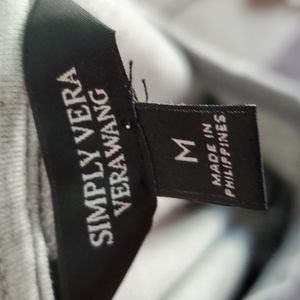 SIMPLY VERA
VERAWANG
M
MADE IN
PHILIPPINES